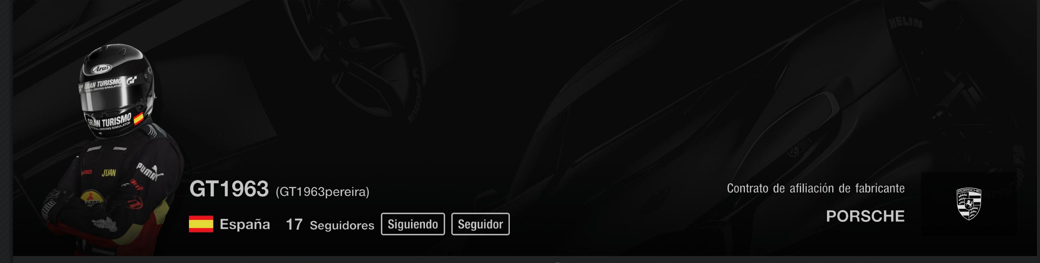 Arai
GRAN TURISMO
GRAN TURISMO
JUAN
PUMA
GT1963 (GT1963pereira)
España 17 Seguidores Siguiendo Seguidor
Contrato de afiliación de fabricante
PORSCHE